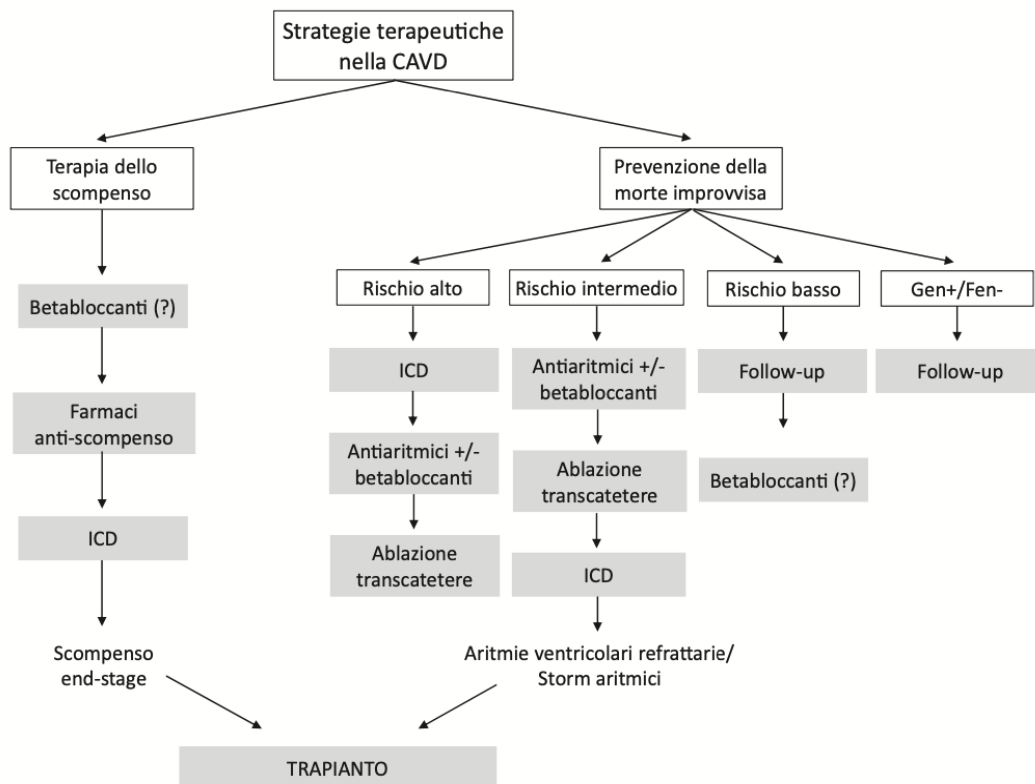 Strategie terapeutiche
nella CAVD
Terapia dello
scompenso
Prevenzione della
morte improvvisa
Rischio alto
Rischio intermedio
Rischio basso
Gen+/Fen-
Betabloccanti (?)
ICD
Antiaritmici +/-
betabloccanti
Follow-up
Follow-up
Farmaci
anti-scompenso
Antiaritmici +/-
betabloccanti
Ablazione
transcatetere
Betabloccanti (?)
ICD
Ablazione
transcatetere
ICD
Scompenso
end-stage
Aritmie ventricolari refrattarie/
Storm aritmici
TRAPIANTO